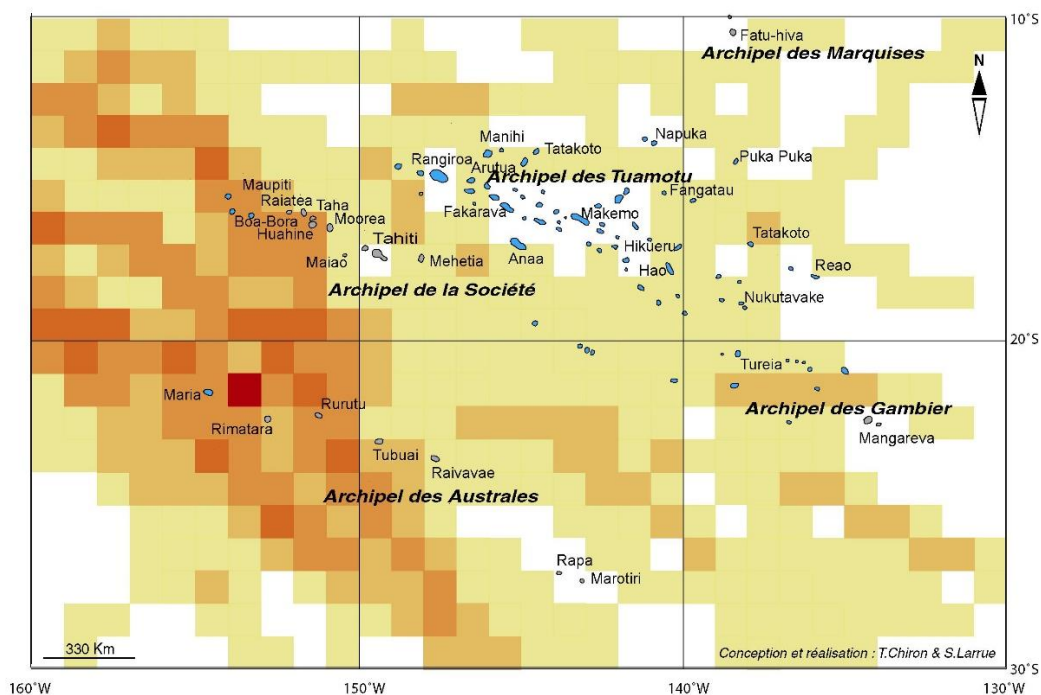 10°S
Fatu-hiva
Archipel des Marquises
N
Napuka
Manihi
Tatakoto
Rangiroa
Arutua
Puka Puka
Archipel des Tuamotu
Maupiti
Raiatea
Taha
Fangatau
Fakarava
Makemo
Boa-Bora
Moorea
Huahine
Tahiti
Tatakoto
Hikueru
Maiao
Mehetia
Anaa
Hao
Reao
Archipel de la Société
Nukutavake
20°S
Tureia
Maria
Rurutu
Archipel des Gambier
Rimatara
Mangareva
Tubuai
Raivavae
Archipel des Australes
Rapa
Marotiri
330 Km
Conception et réalisation : T.Chiron & S.Larrue
30°S
160°W
150°W
140°W
130°W